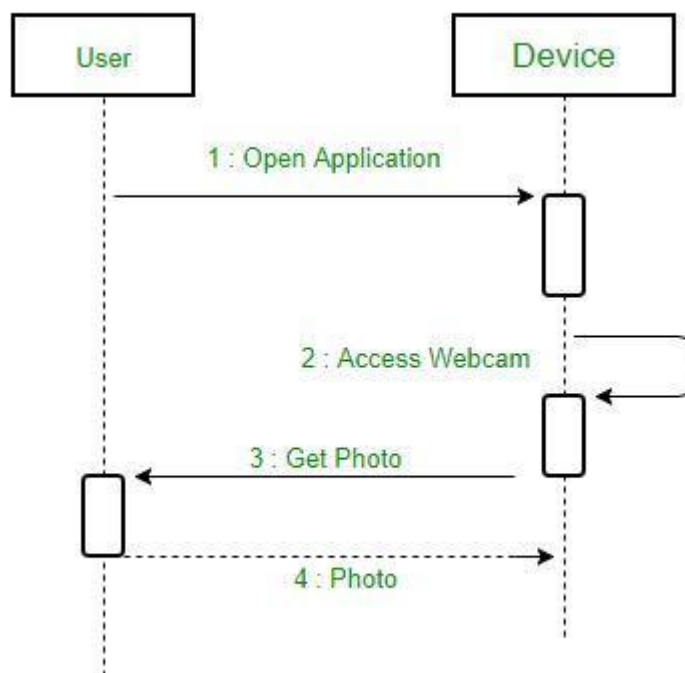 User
Device
1 : Open Application
2 : Access Webcam
3 : Get Photo
4 : Photo